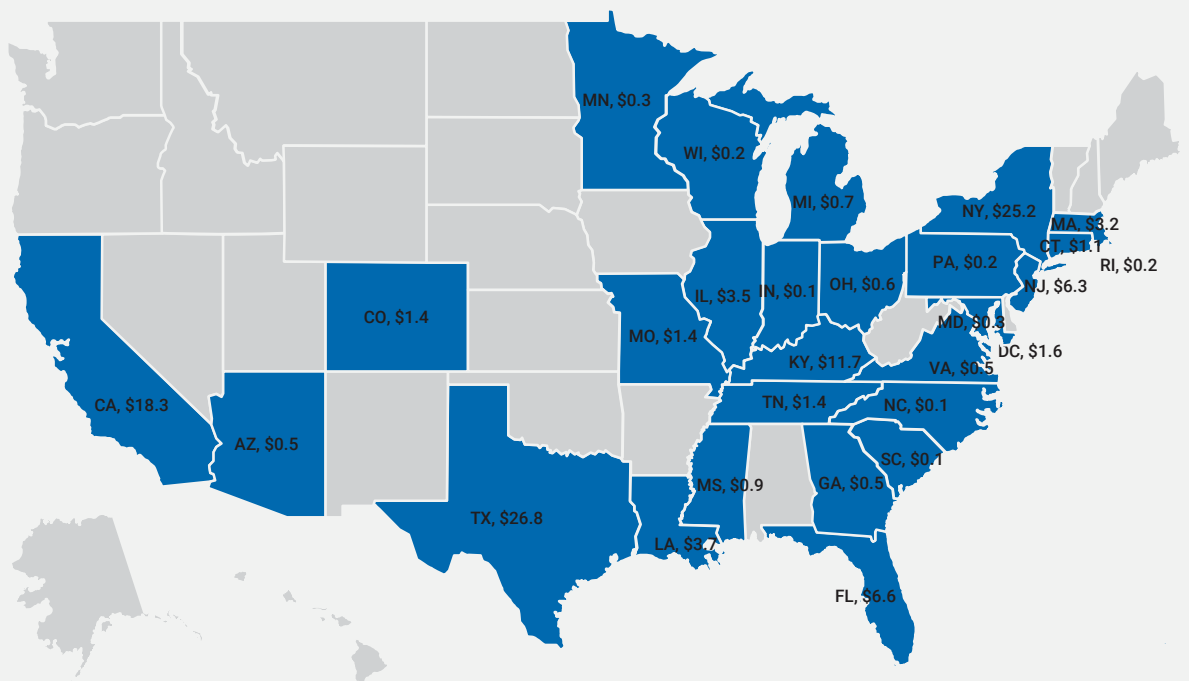 MN, $0.3
WI, $0.2
MI, $0.7
NY, $25.2
MA, $3.2
CT, $1.1
RI, $0.2
PA, $0.2
NJ, $6.3
OH, $0.6
IN, $0.1
IL, $3.5
CO, $1.4
MO, $1.4
MD, $0.3
DC, $1.6
KY, $11.7
VA, $0.5
CA, $18.3
TN, $1.4
NC, $0.1
AZ, $0.5
SC, $0.1
MS, $0.9
GA, $0.5
TX, $26.8
LA, $3.7
FL, $6.6